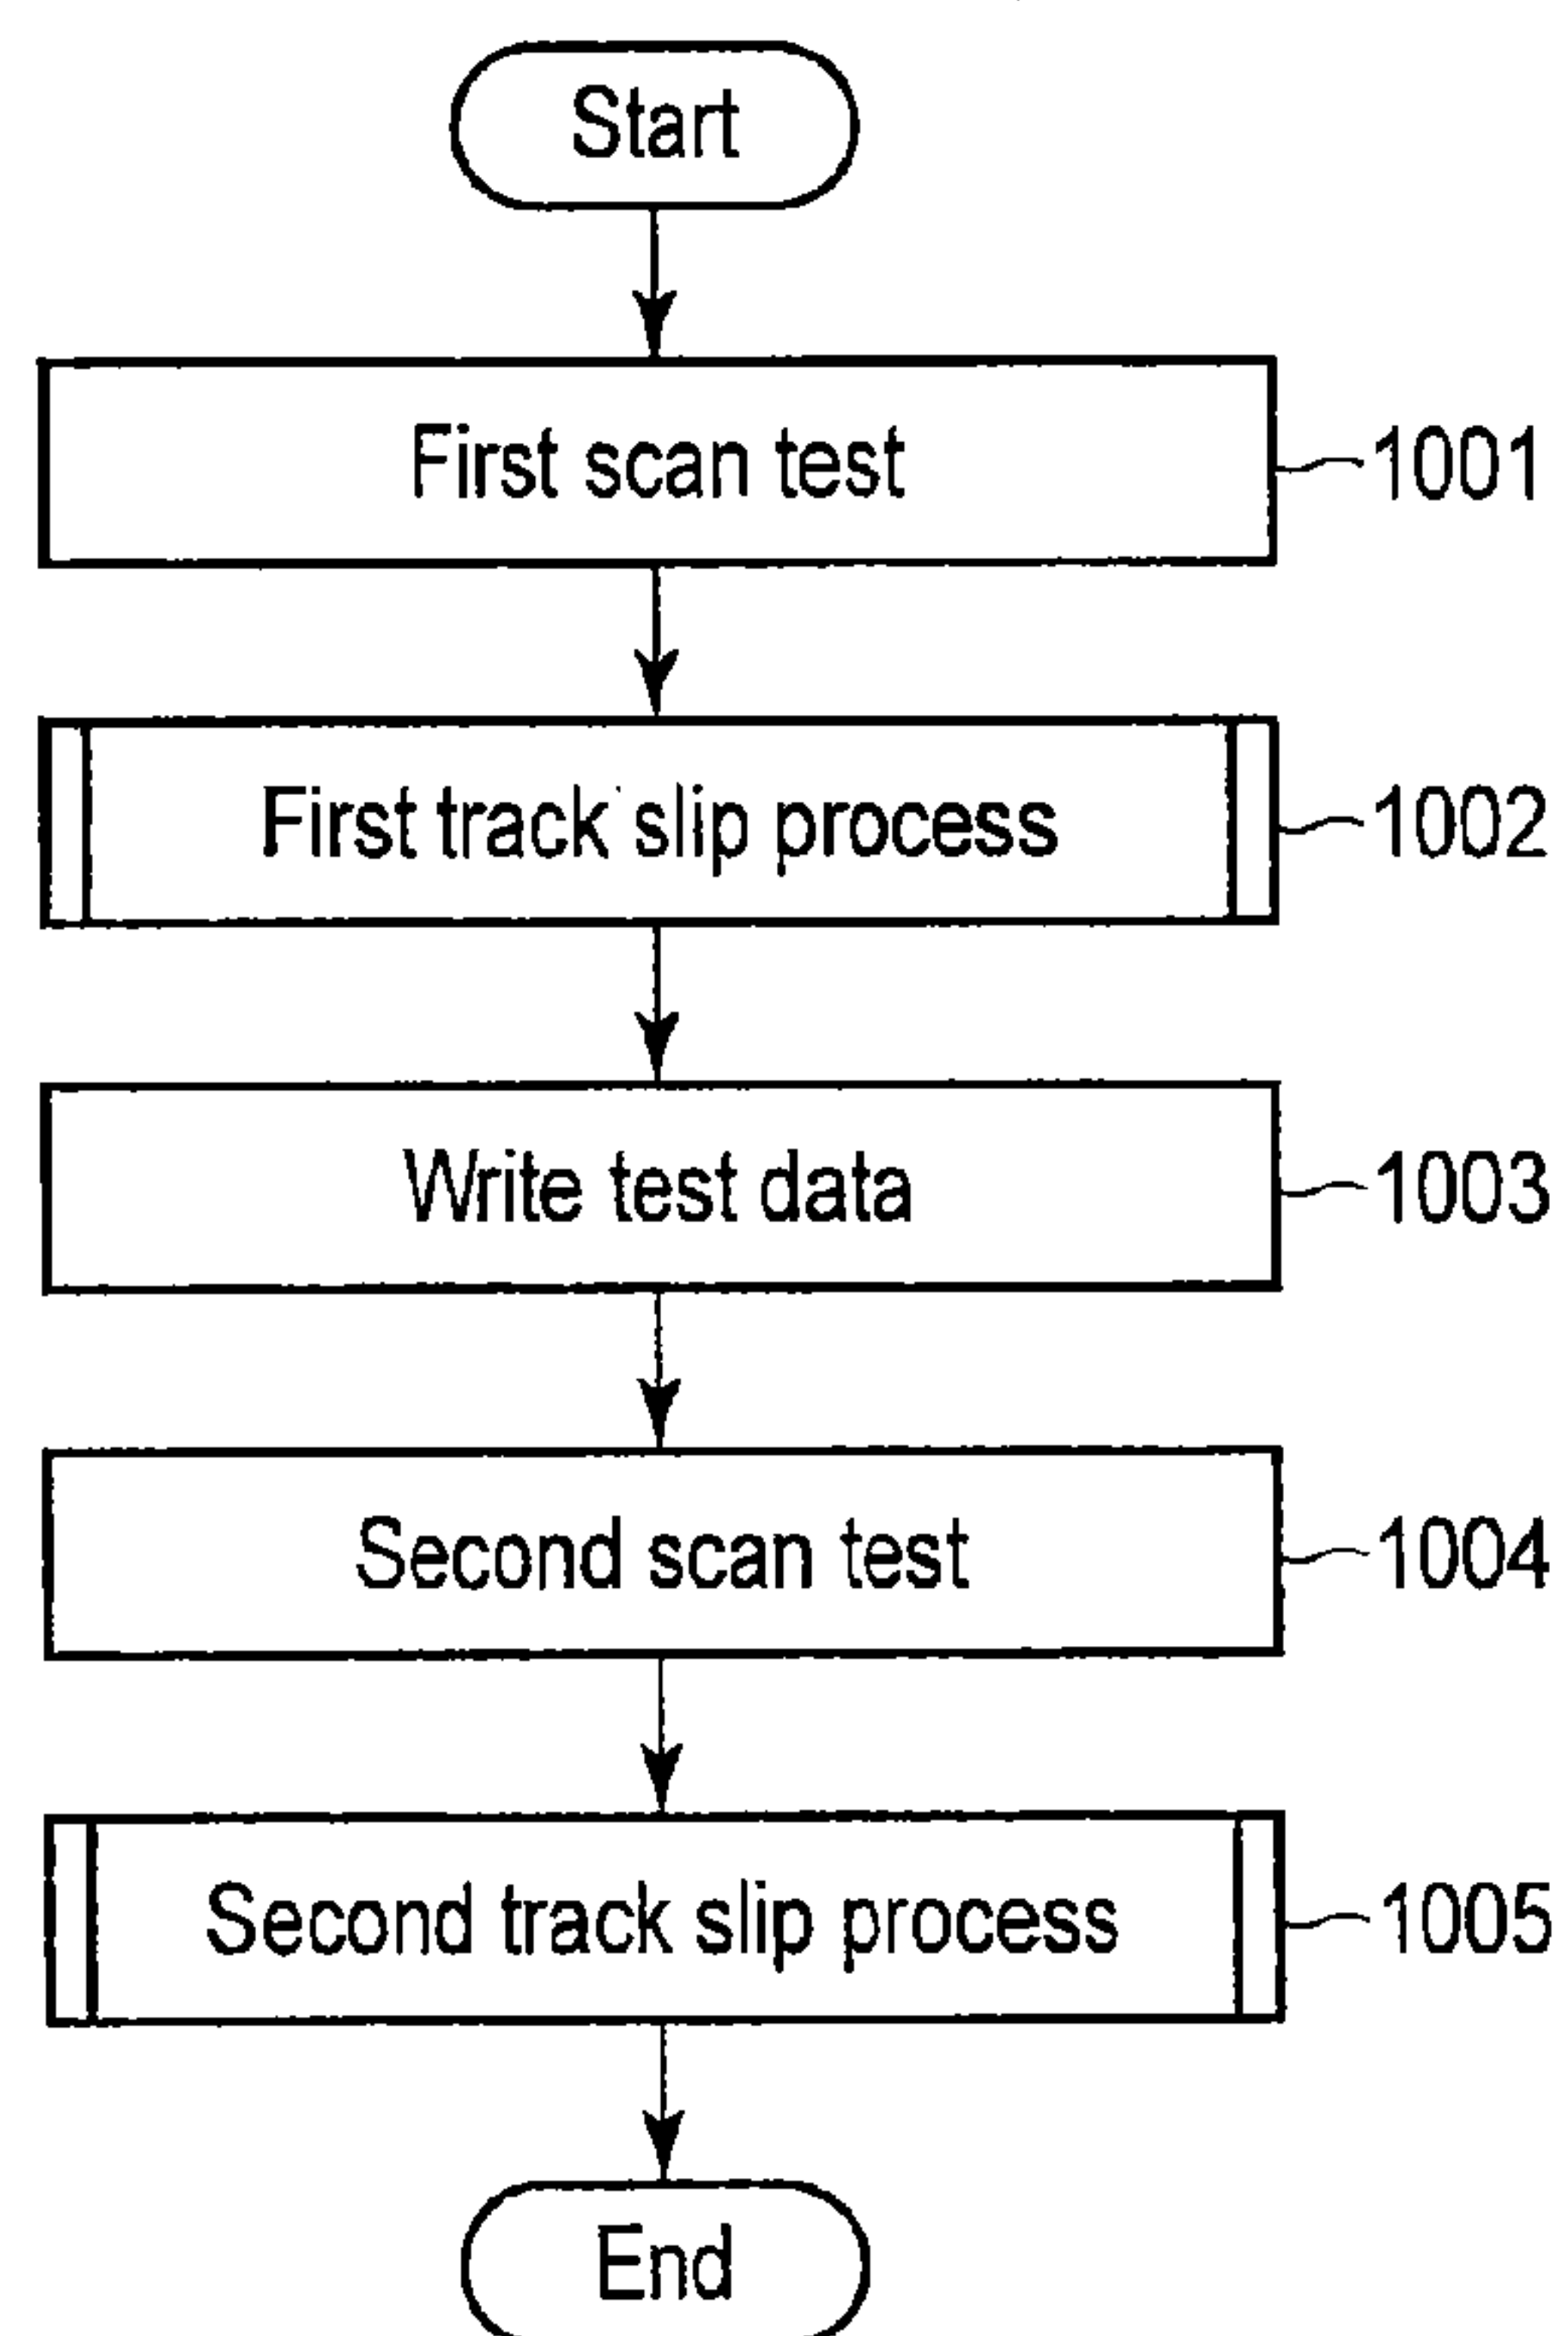 Start
First scan test
1001
First track slip process
1002
Write test data
1003
Second scan test
1004
Second track slip process
1005
End